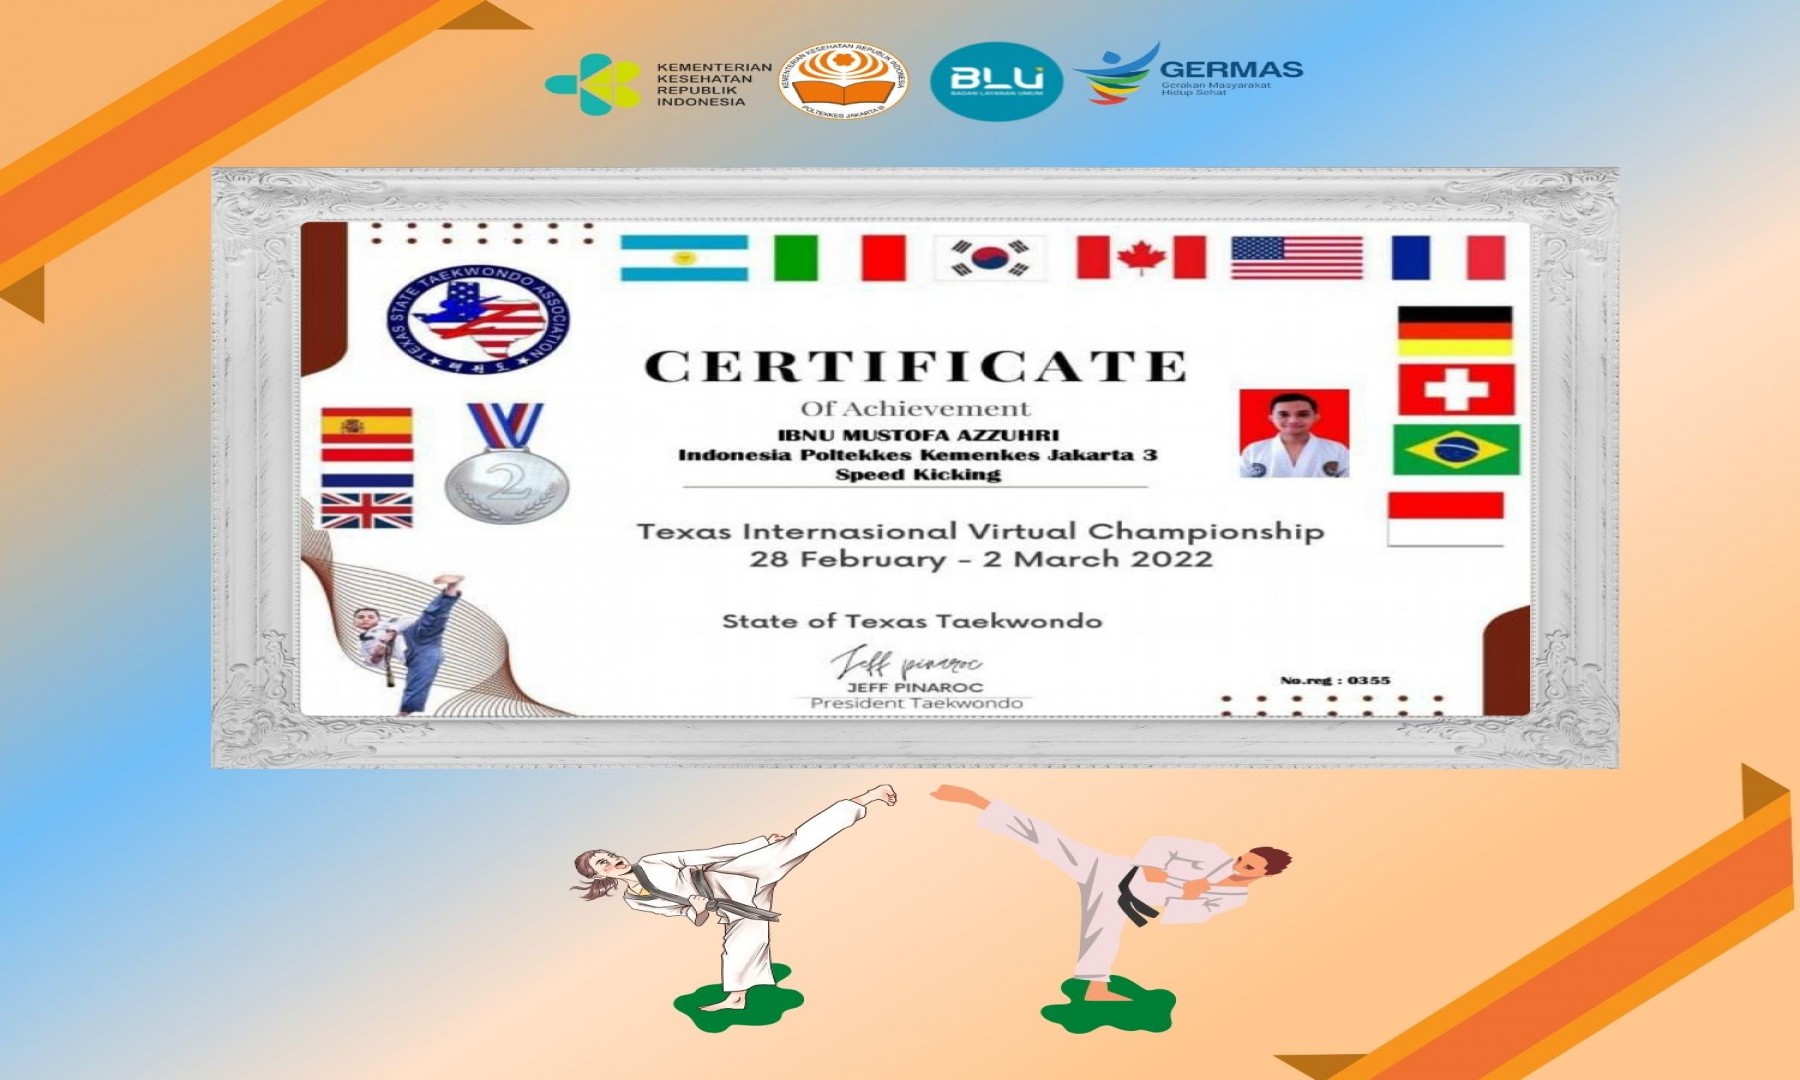 KEMENTERIAN
KESEHATAN
REPUBLIK
INDONESIA
KEMENTERIAN KESEHATAN REPUBLIK INDONESIA
POLTEKKES JAKARTA III
BLU
BADAN LAYANAN UMUM
GERMAS
Gerakan Masyarakat
Hidup Sehat
TEXAS STATE TAEKWONDO ASSOCIATION
태권도
CERTIFICATE
Of Achievement
IBNU MUSTOFA AZZUHRI
Indonesia Poltekkes Kemenkes Jakarta 3
Speed Kicking
2
Texas Internasional Virtual Championship
28 February - 2 March 2022
State of Texas Taekwondo
Jeff pinaroc
JEFF PINAROC
President Taekwondo
No.reg : 0355